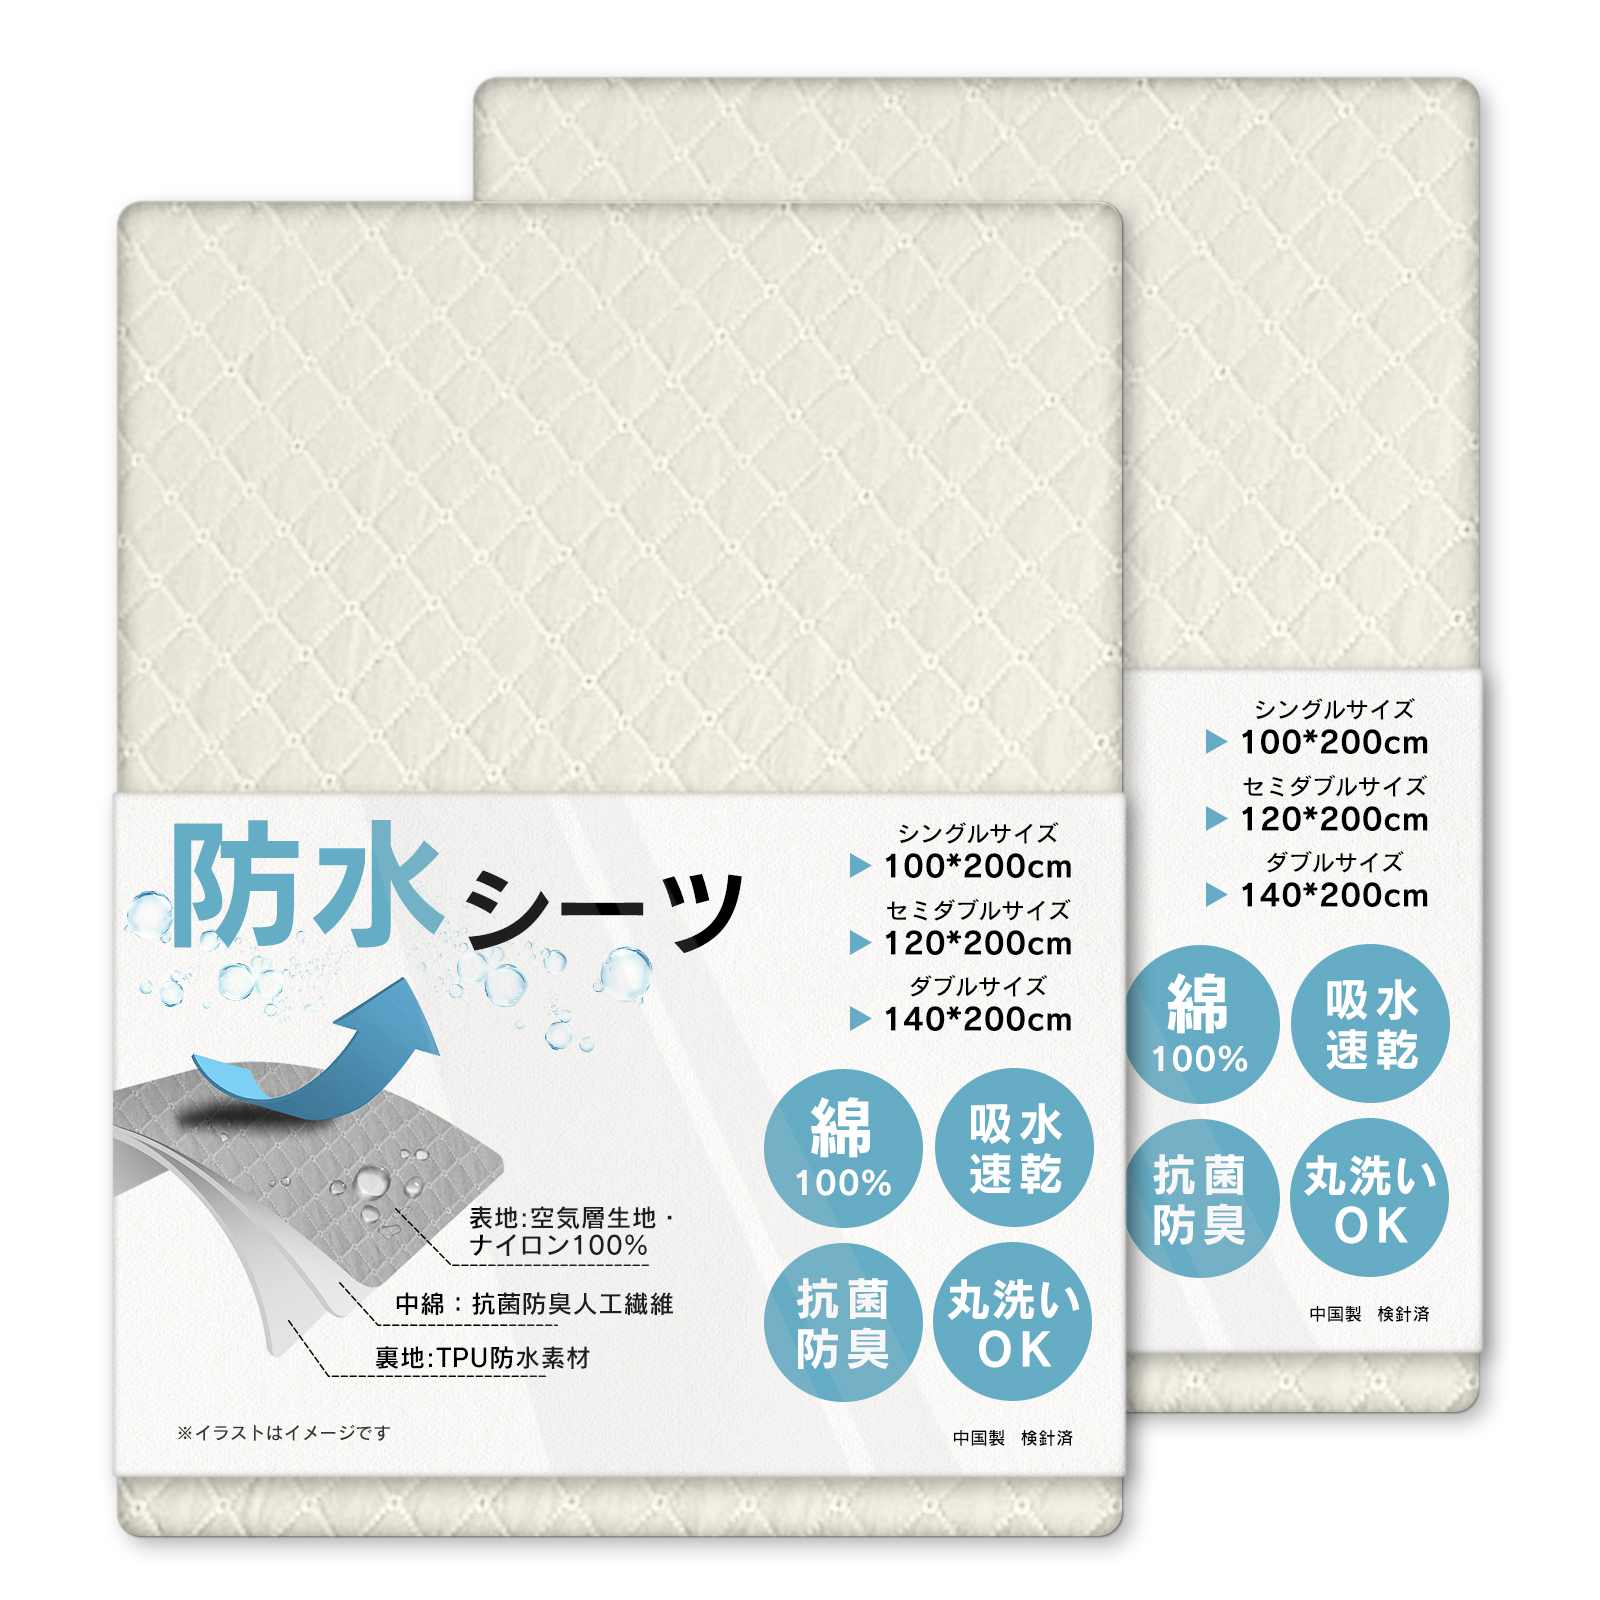 防水シーツ
シングルサイズ
▶ 100*200cm
セミダブルサイズ
▶ 120*200cm
ダブルサイズ
▶ 140*200cm
綿
100%
吸水
速乾
抗菌
防臭
丸洗い
OK
表地:空気層生地・
ナイロン100%
中綿：抗菌防臭人工繊維
裏地:TPU防水素材
※イラストはイメージです
中国製　検針済
シングルサイズ
▶ 100*200cm
セミダブルサイズ
▶ 120*200cm
ダブルサイズ
▶ 140*200cm
綿
100%
吸水
速乾
抗菌
防臭
丸洗い
OK
中国製　検針済